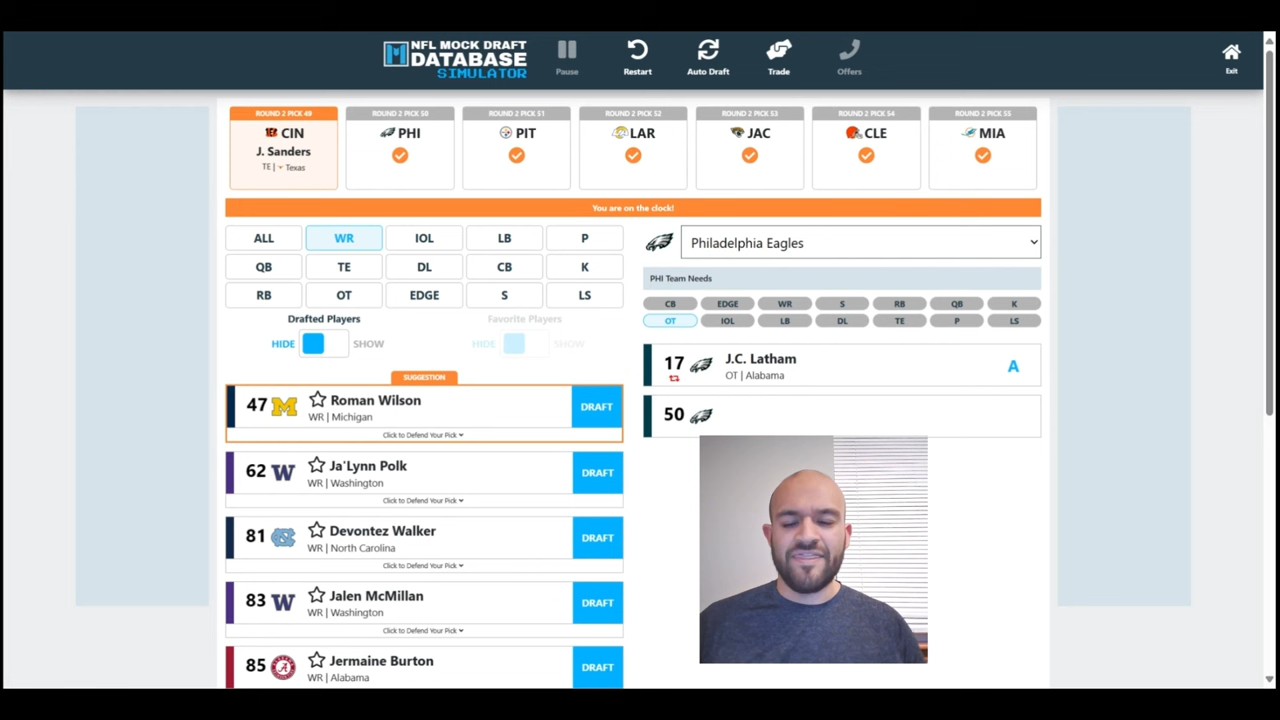 NFL MOCK DRAFT
DATABASE
SIMULATOR
Pause
Restart
Auto Draft
Trade
Offers
Exit
ROUND 2 PICK 49
CIN
J. Sanders
TE | Texas
ROUND 2 PICK 50
PHI
ROUND 2 PICK 51
PIT
ROUND 2 PICK 52
LAR
ROUND 2 PICK 53
JAC
ROUND 2 PICK 54
CLE
ROUND 2 PICK 55
MIA
You are on the clock!
ALL WR IOL LB P
QB TE DL CB K
RB OT EDGE S LS
Drafted Players
HIDE SHOW
Favorite Players
HIDE SHOW
SUGGESTION
47 M Roman Wilson
WR | Michigan
DRAFT
Click to Defend Your Pick
62 W Ja'Lynn Polk
WR | Washington
DRAFT
Click to Defend Your Pick
81 Devontez Walker
WR | North Carolina
DRAFT
Click to Defend Your Pick
83 W Jalen McMillan
WR | Washington
DRAFT
Click to Defend Your Pick
85 Jermaine Burton
WR | Alabama
DRAFT
Philadelphia Eagles
PHI Team Needs
CB EDGE WR S RB QB K
OT IOL LB DL TE P LS
17 J.C. Latham
OT | Alabama
A
50